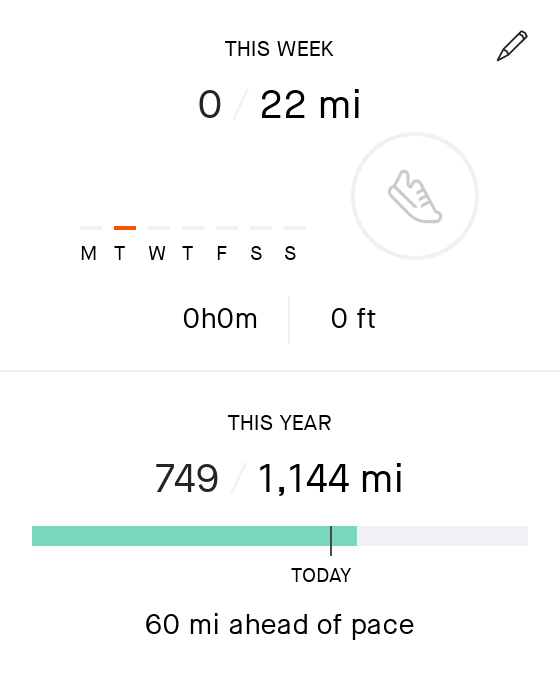 THIS WEEK
0 / 22 mi
M T W T F S S
0h0m 0 ft
THIS YEAR
749 / 1,144 mi
TODAY
60 mi ahead of pace